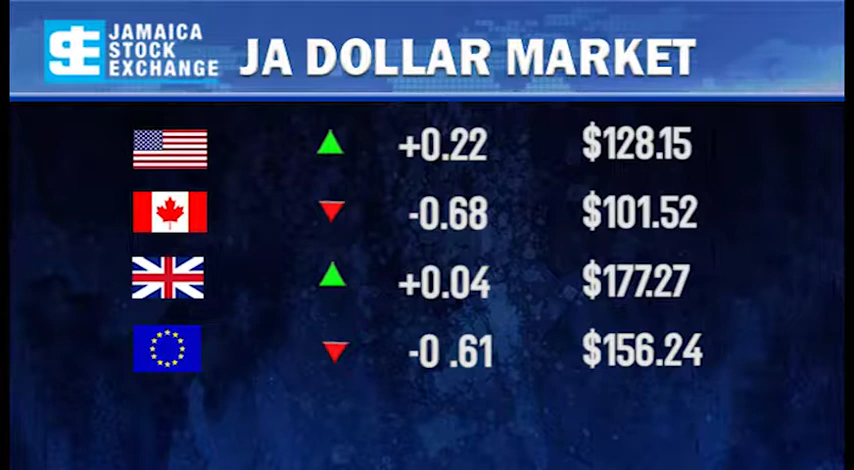 JAMAICA
STOCK
EXCHANGE
JA DOLLAR MARKET
+0.22 $128.15
-0.68 $101.52
+0.04 $177.27
-0 .61 $156.24